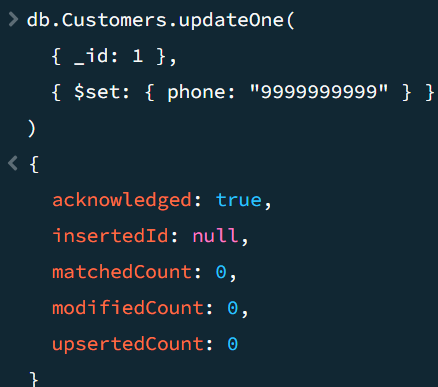 > db.Customers.updateOne(
{ _id: 1 },
{ $set: { phone: "9999999999" } }
)
< {
acknowledged: true,
insertedId: null,
matchedCount: 0,
modifiedCount: 0,
upsertedCount: 0
}